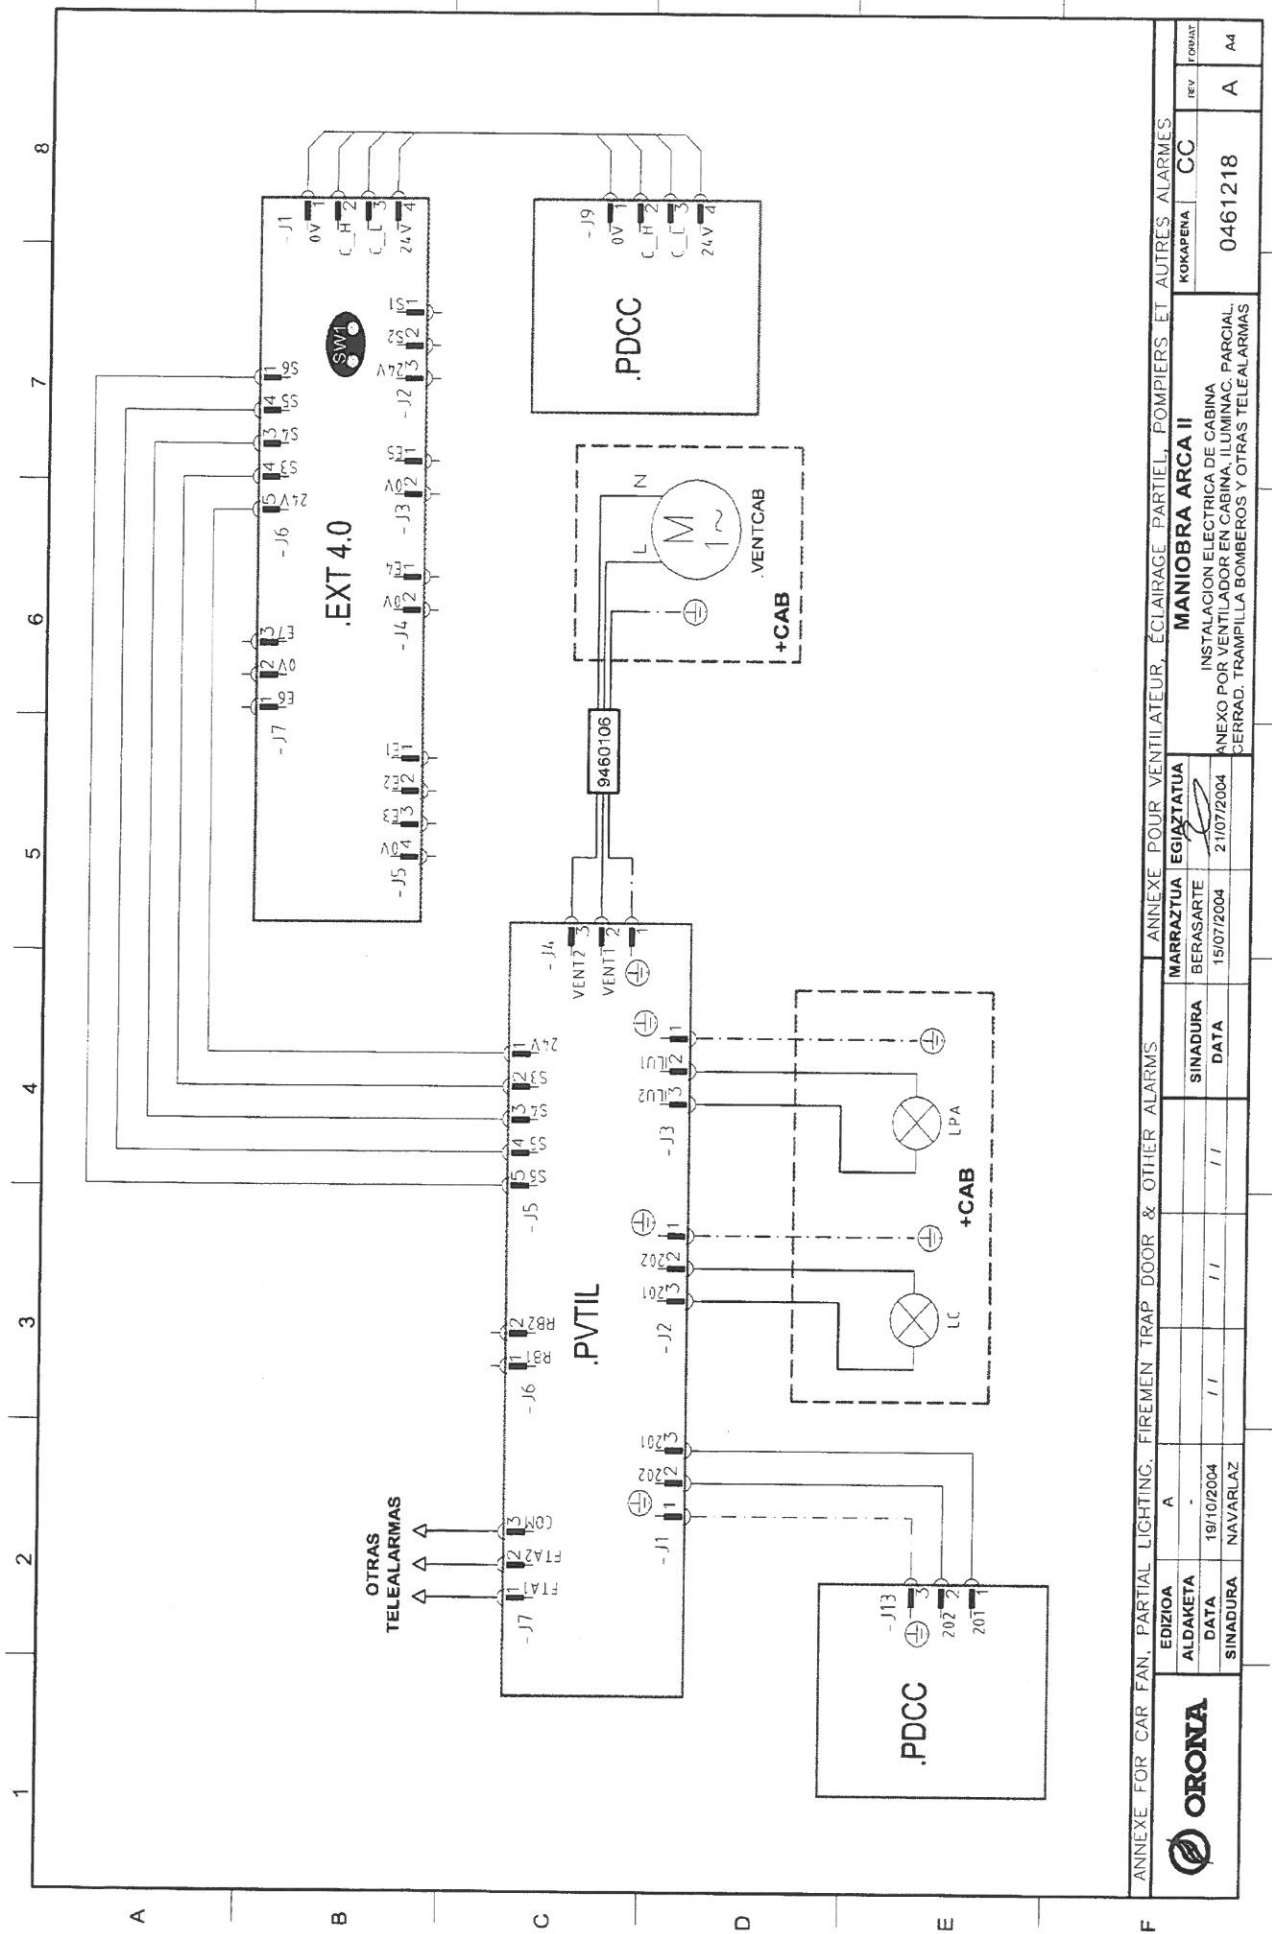 1
2
3
4
5
6
7
8
A
B
C
D
E
F
OTRAS
TELEALARMAS
.EXT 4.0
SW1
-J7
E6 1
0V 2
E7 3
-J6
24V 5
S3 4
S4 3
S5 4
S6 1
-J1
0V 1
C_H 2
C_L 3
24V 4
-J5
0V 4
E3 3
E2 2
E1 1
-J4
0V 2
E4 1
-J3
0V 2
E5 1
-J2
24V 3
S2 2
S1 1
.PVTIL
-J7
FTA1 1
FTA2 2
COM 3
-J6
RB1 1
RB2 2
-J5
S5 5
S3 4
S4 3
S3 2
24V 1
-J4
VENT2 3
VENT1 2
1
-J1
1
202 2
201 3
-J2
201 3
202 2
1
-J3
ILU2 3
ILU1 2
1
9460106
L
N
M
1~
.VENTCAB
+CAB
.PDCC
-J9
0V 1
C_H 2
C_L 3
24V 4
LC
LPA
+CAB
.PDCC
-J13
3
202 2
201 1
ANNEXE FOR CAR FAN, PARTIAL LIGHTING, FIREMEN TRAP DOOR & OTHER ALARMS
ANNEXE POUR VENTILATEUR, ÉCLAIRAGE PARTIEL, POMPIERS ET AUTRES ALARMES
ORONA
EDIZIOA A
ALDAKETA -
DATA 19/10/2004 / / / / / /
SINADURA NAVARLAZ
MARRAZTUA EGIAZTATUA
SINADURA BERASARTE
DATA 15/07/2004 21/07/2004
MANIOBRA ARCA II
INSTALACION ELECTRICA DE CABINA
ANEXO POR VENTILADOR EN CABINA, ILUMINAC. PARCIAL,
CERRAD. TRAMPILLA BOMBEROS Y OTRAS TELEALARMAS
KOKAPENA CC
0461218
REV
A
FORMAT
A4